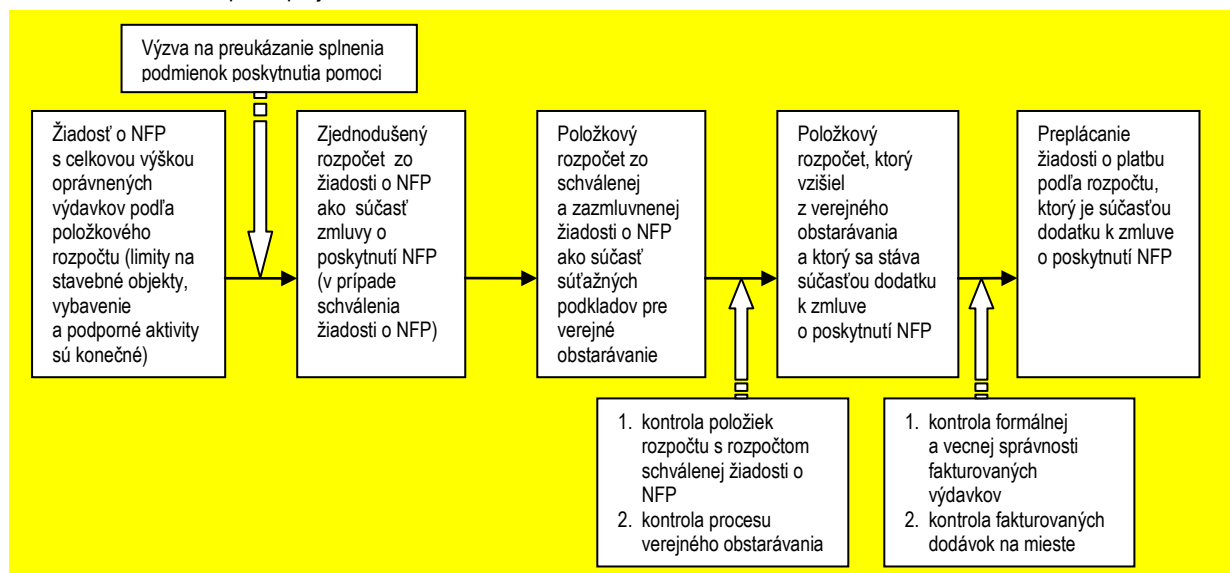 Výzva na preukázanie splnenia
podmienok poskytnutia pomoci
Žiadosť o NFP
s celkovou výškou
oprávnených
výdavkov podľa
položkového
rozpočtu (limity na
stavebné objekty,
vybavenie
a podporné aktivity
sú konečné)
Zjednodušený
rozpočet zo
žiadosti o NFP
ako súčasť
zmluvy o
poskytnutí NFP
(v prípade
schválenia
žiadosti o NFP)
Položkový
rozpočet zo
schválenej
a zazmluvnenej
žiadosti o NFP
ako súčasť
súťažných
podkladov pre
verejné
obstarávanie
Položkový
rozpočet, ktorý
vzišiel
z verejného
obstarávania
a ktorý sa stáva
súčasťou dodatku
k zmluve
o poskytnutí NFP
Preplácanie
žiadosti o platbu
podľa rozpočtu,
ktorý je súčasťou
dodatku k zmluve
o poskytnutí NFP
1. kontrola položiek
rozpočtu s rozpočtom
schválenej žiadosti o
NFP
2. kontrola procesu
verejného obstarávania
1. kontrola formálnej
a vecnej správnosti
fakturovaných
výdavkov
2. kontrola fakturovaných
dodávok na mieste